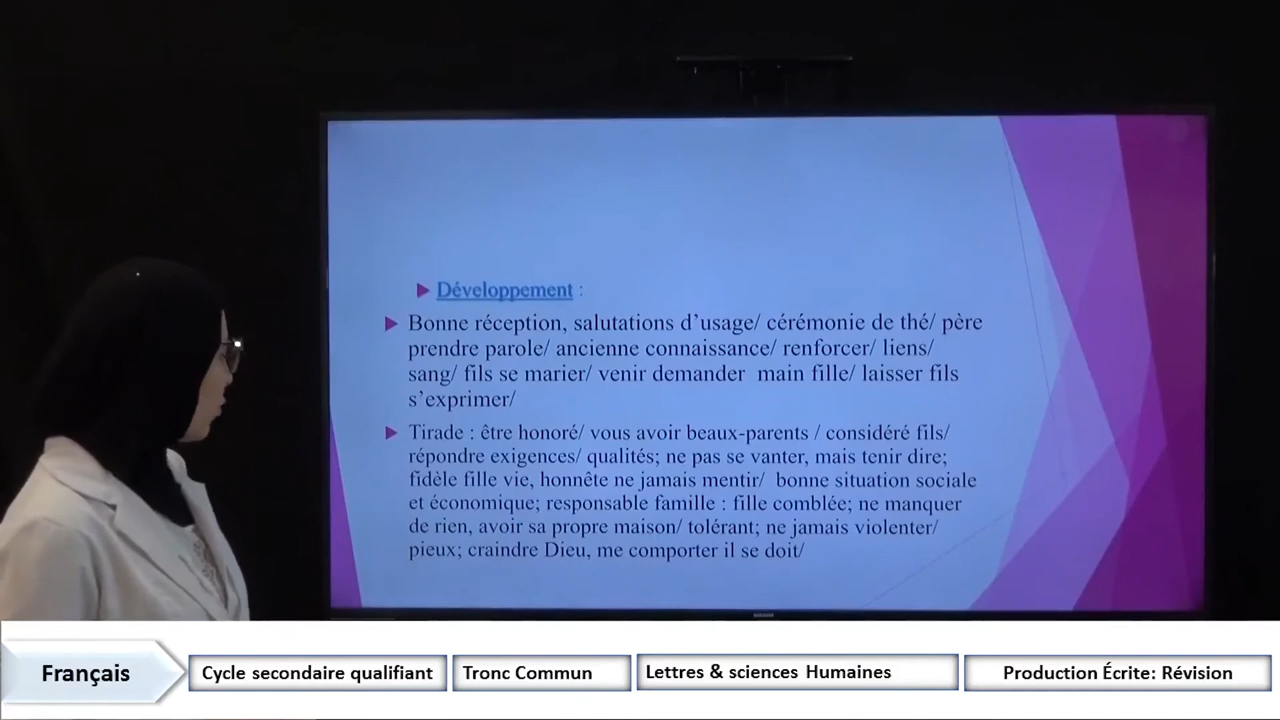 Développement :
Bonne réception, salutations d’usage/ cérémonie de thé/ père
prendre parole/ ancienne connaissance/ renforcer/ liens/
sang/ fils se marier/ venir demander main fille/ laisser fils
s’exprimer/
Tirade : être honoré/ vous avoir beaux-parents / considéré fils/
répondre exigences/ qualités; ne pas se vanter, mais tenir dire;
fidèle fille vie, honnête ne jamais mentir/ bonne situation sociale
et économique; responsable famille : fille comblée; ne manquer
de rien, avoir sa propre maison/ tolérant; ne jamais violenter/
pieux; craindre Dieu, me comporter il se doit/
Français
Cycle secondaire qualifiant
Tronc Commun
Lettres & sciences Humaines
Production Écrite: Révision